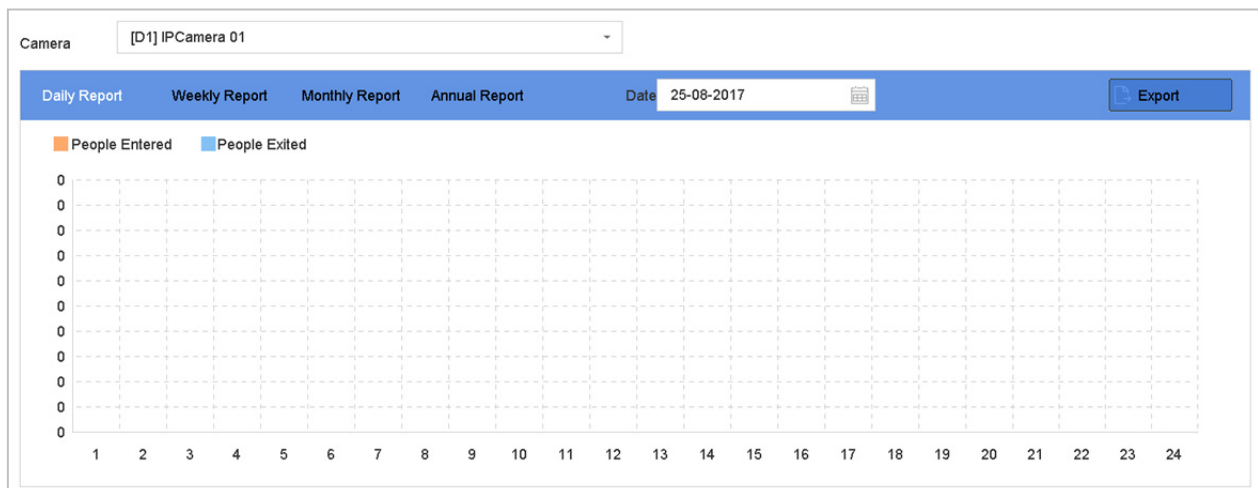 Camera [D1] IPCamera 01
Daily Report Weekly Report Monthly Report Annual Report Date 25-08-2017 Export
People Entered People Exited
0
0
0
0
0
0
0
0
0
0
0
1 2 3 4 5 6 7 8 9 10 11 12 13 14 15 16 17 18 19 20 21 22 23 24